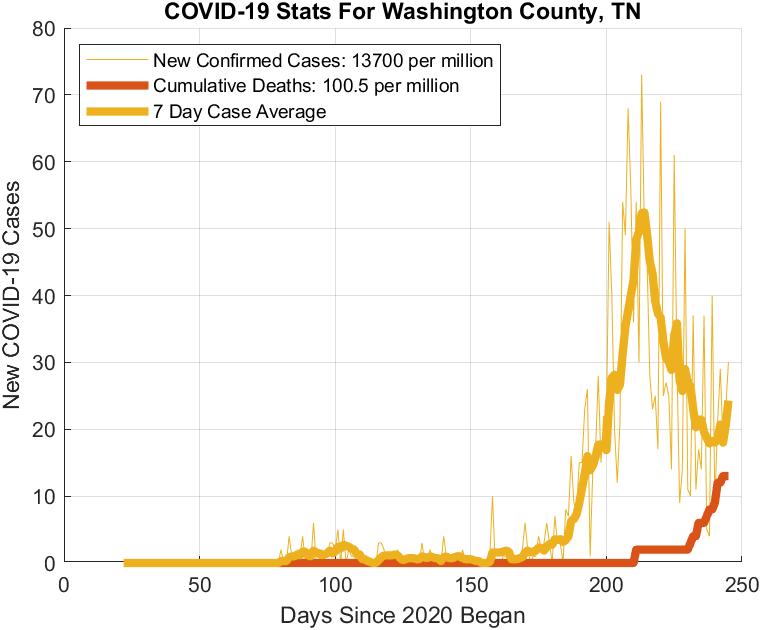 COVID-19 Stats For Washington County, TN
New Confirmed Cases: 13700 per million
Cumulative Deaths: 100.5 per million
7 Day Case Average
New COVID-19 Cases
80
70
60
50
40
30
20
10
0
0 50 100 150 200 250
Days Since 2020 Began